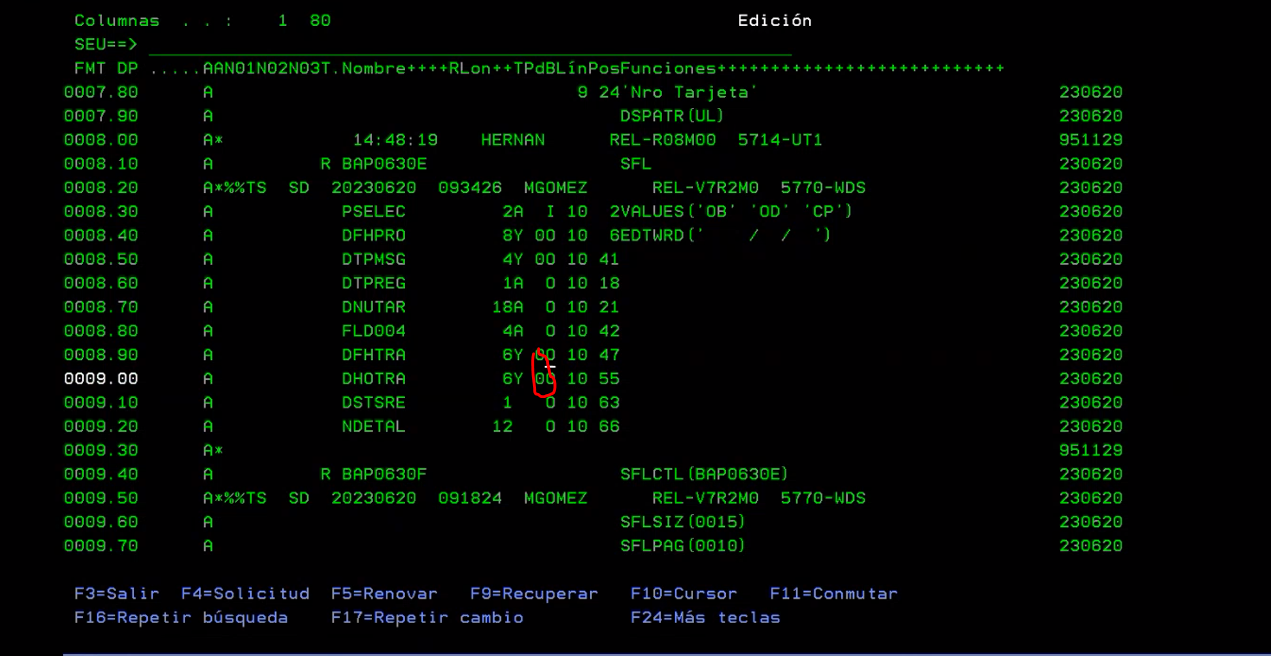 Columnas . . : 1 80 Edición
SEU==>
FMT DP .....AAN01N02N03T.Nombre++++RLon++TPdBLínPosFunciones+++++++++++++++++++++++++++
0007.80 A 9 24'Nro Tarjeta' 230620
0007.90 A DSPATR(UL) 230620
0008.00 A* 14:48:19 HERNAN REL-R08M00 5714-UT1 951129
0008.10 A R BAP0630E SFL 230620
0008.20 A*%%TS SD 20230620 093426 MGOMEZ REL-V7R2M0 5770-WDS 230620
0008.30 A PSELEC 2A I 10 2VALUES('OB' 'OD' 'CP') 230620
0008.40 A DFHPRO 8Y 0O 10 6EDTWRD('    /  /  ') 230620
0008.50 A DTPMSG 4Y 0O 10 41 230620
0008.60 A DTPREG 1A O 10 18 230620
0008.70 A DNUTAR 18A O 10 21 230620
0008.80 A FLD004 4A O 10 42 230620
0008.90 A DFHTRA 6Y 0O 10 47 230620
0009.00 A DHOTRA 6Y 0O 10 55 230620
0009.10 A DSTSRE 1 O 10 63 230620
0009.20 A NDETAL 12 O 10 66 230620
0009.30 A* 951129
0009.40 A R BAP0630F SFLCTL(BAP0630E) 230620
0009.50 A*%%TS SD 20230620 091824 MGOMEZ REL-V7R2M0 5770-WDS 230620
0009.60 A SFLSIZ(0015) 230620
0009.70 A SFLPAG(0010) 230620
F3=Salir F4=Solicitud F5=Renovar F9=Recuperar F10=Cursor F11=Conmutar
F16=Repetir búsqueda F17=Repetir cambio F24=Más teclas